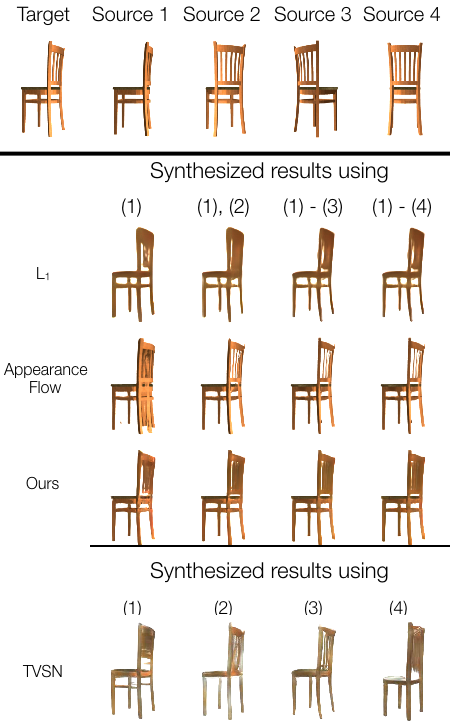 Target Source 1 Source 2 Source 3 Source 4
Synthesized results using
(1) (1), (2) (1) - (3) (1) - (4)
L₁
Appearance
Flow
Ours
Synthesized results using
(1) (2) (3) (4)
TVSN